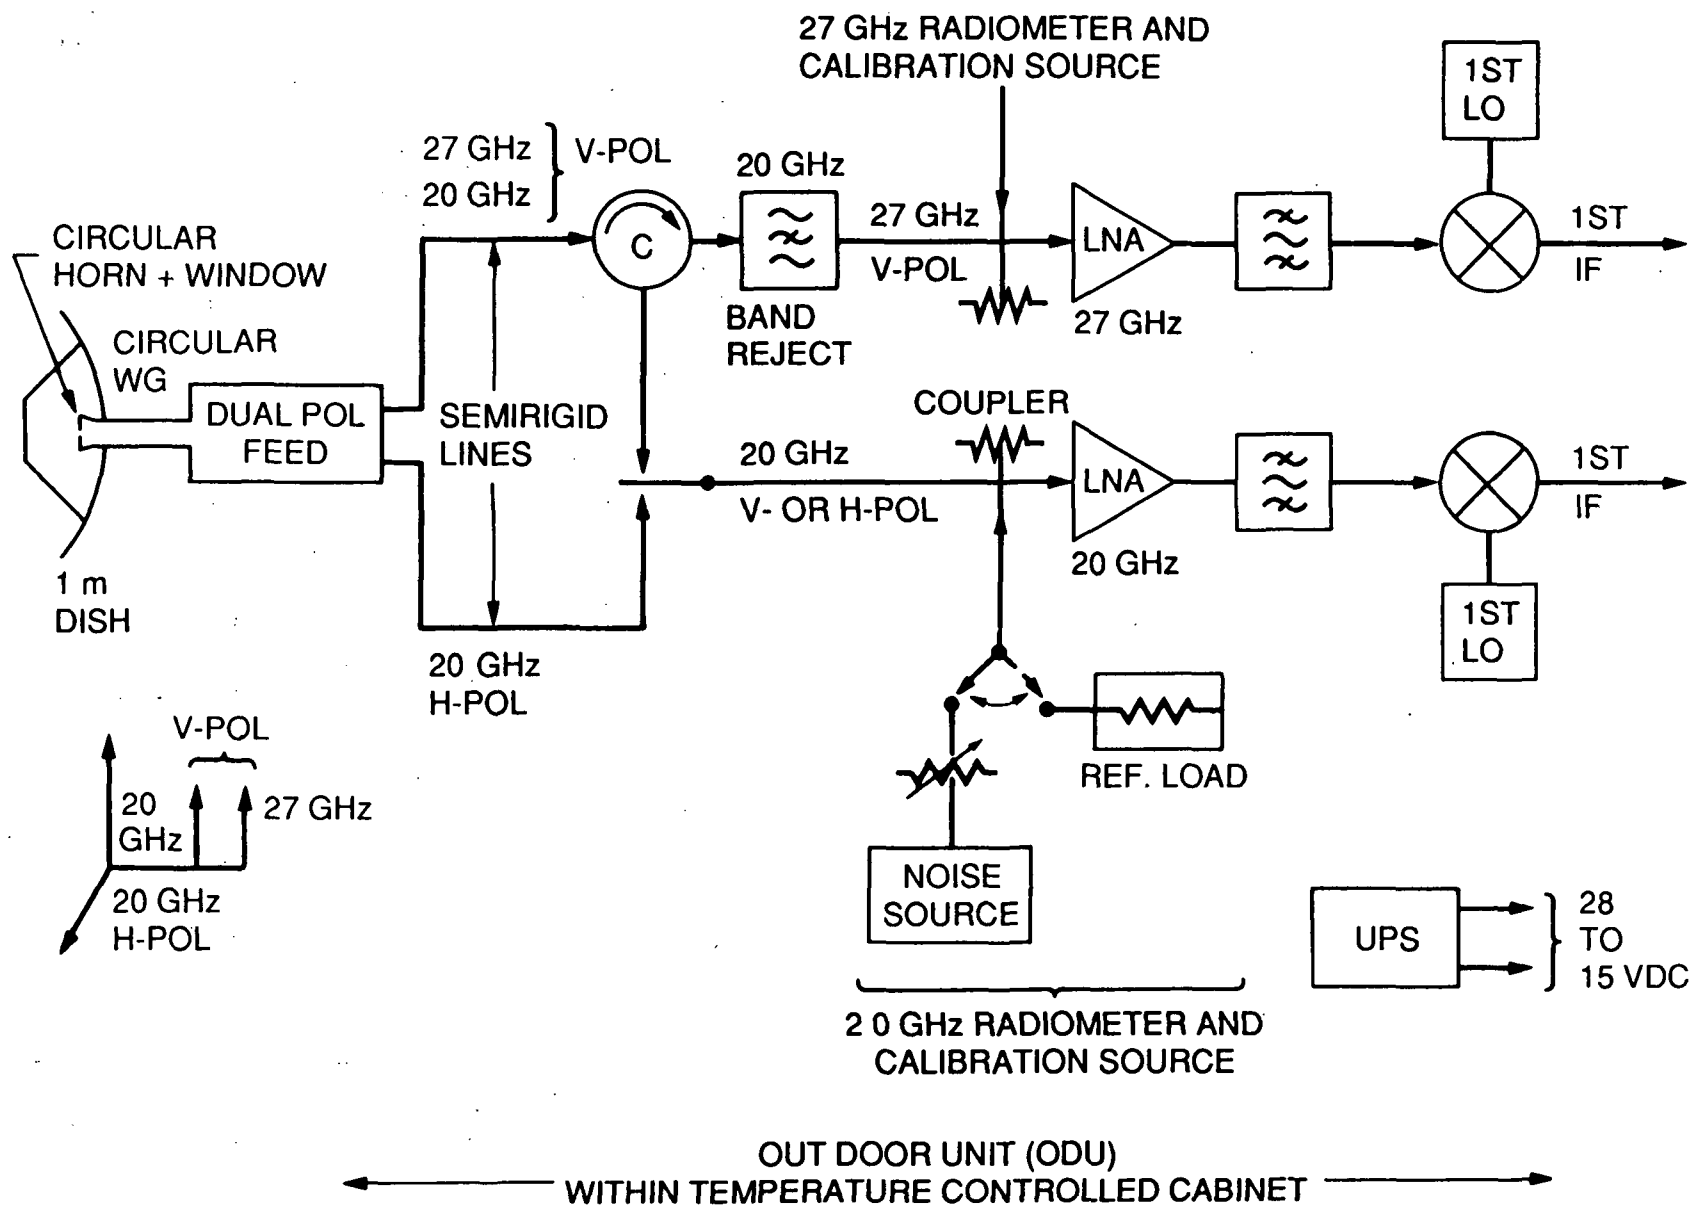 27 GHz RADIOMETER AND
CALIBRATION SOURCE
1ST
LO
27 GHz
20 GHz
V-POL
20 GHz
C
27 GHz
V-POL
LNA
27 GHz
1ST
IF
BAND
REJECT
CIRCULAR
HORN + WINDOW
CIRCULAR
WG
DUAL POL
FEED
SEMIRIGID
LINES
1 m
DISH
COUPLER
20 GHz
V- OR H-POL
LNA
20 GHz
1ST
IF
1ST
LO
20 GHz
H-POL
REF. LOAD
NOISE
SOURCE
V-POL
20
GHz
27 GHz
20 GHz
H-POL
UPS
28
TO
15 VDC
2 0 GHz RADIOMETER AND
CALIBRATION SOURCE
OUT DOOR UNIT (ODU)
WITHIN TEMPERATURE CONTROLLED CABINET